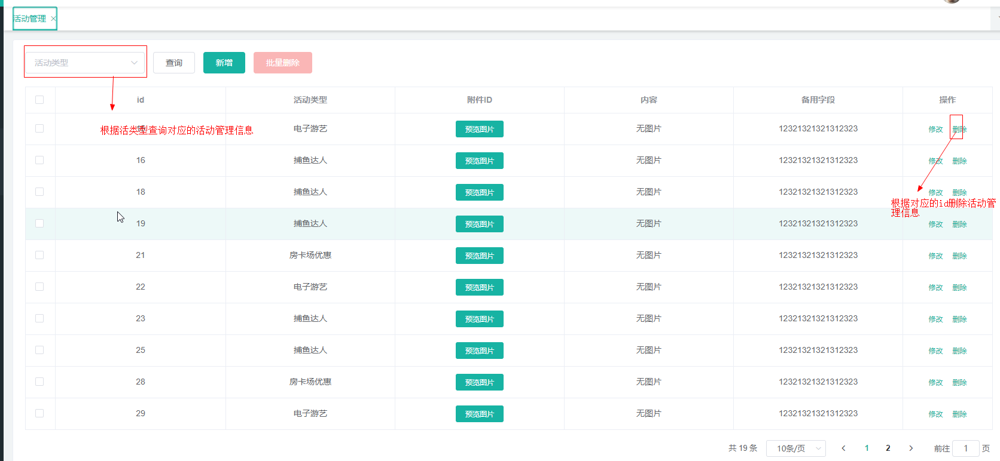 活动管理
活动类型 查询 新增 批量删除
id 活动类型 附件ID 内容 备用字段 操作
电子游艺 预览图片 无图片 12321321321312323 修改 删除
根据活类型查询对应的活动管理信息
16 捕鱼达人 预览图片 无图片 12321321321312323 修改 删除
18 捕鱼达人 预览图片 无图片 12321321321312323 修改 删除
根据对应的id删除活动管
理信息
19 捕鱼达人 预览图片 无图片 12321321321312323 修改 删除
21 房卡场优惠 预览图片 无图片 12321321321312323 修改 删除
22 电子游艺 预览图片 无图片 12321321321312323 修改 删除
23 捕鱼达人 预览图片 无图片 12321321321312323 修改 删除
25 捕鱼达人 预览图片 无图片 12321321321312323 修改 删除
28 房卡场优惠 预览图片 无图片 12321321321312323 修改 删除
29 电子游艺 预览图片 无图片 12321321321312323 修改 删除
共 19 条 10条/页 1 2 前往 1 页